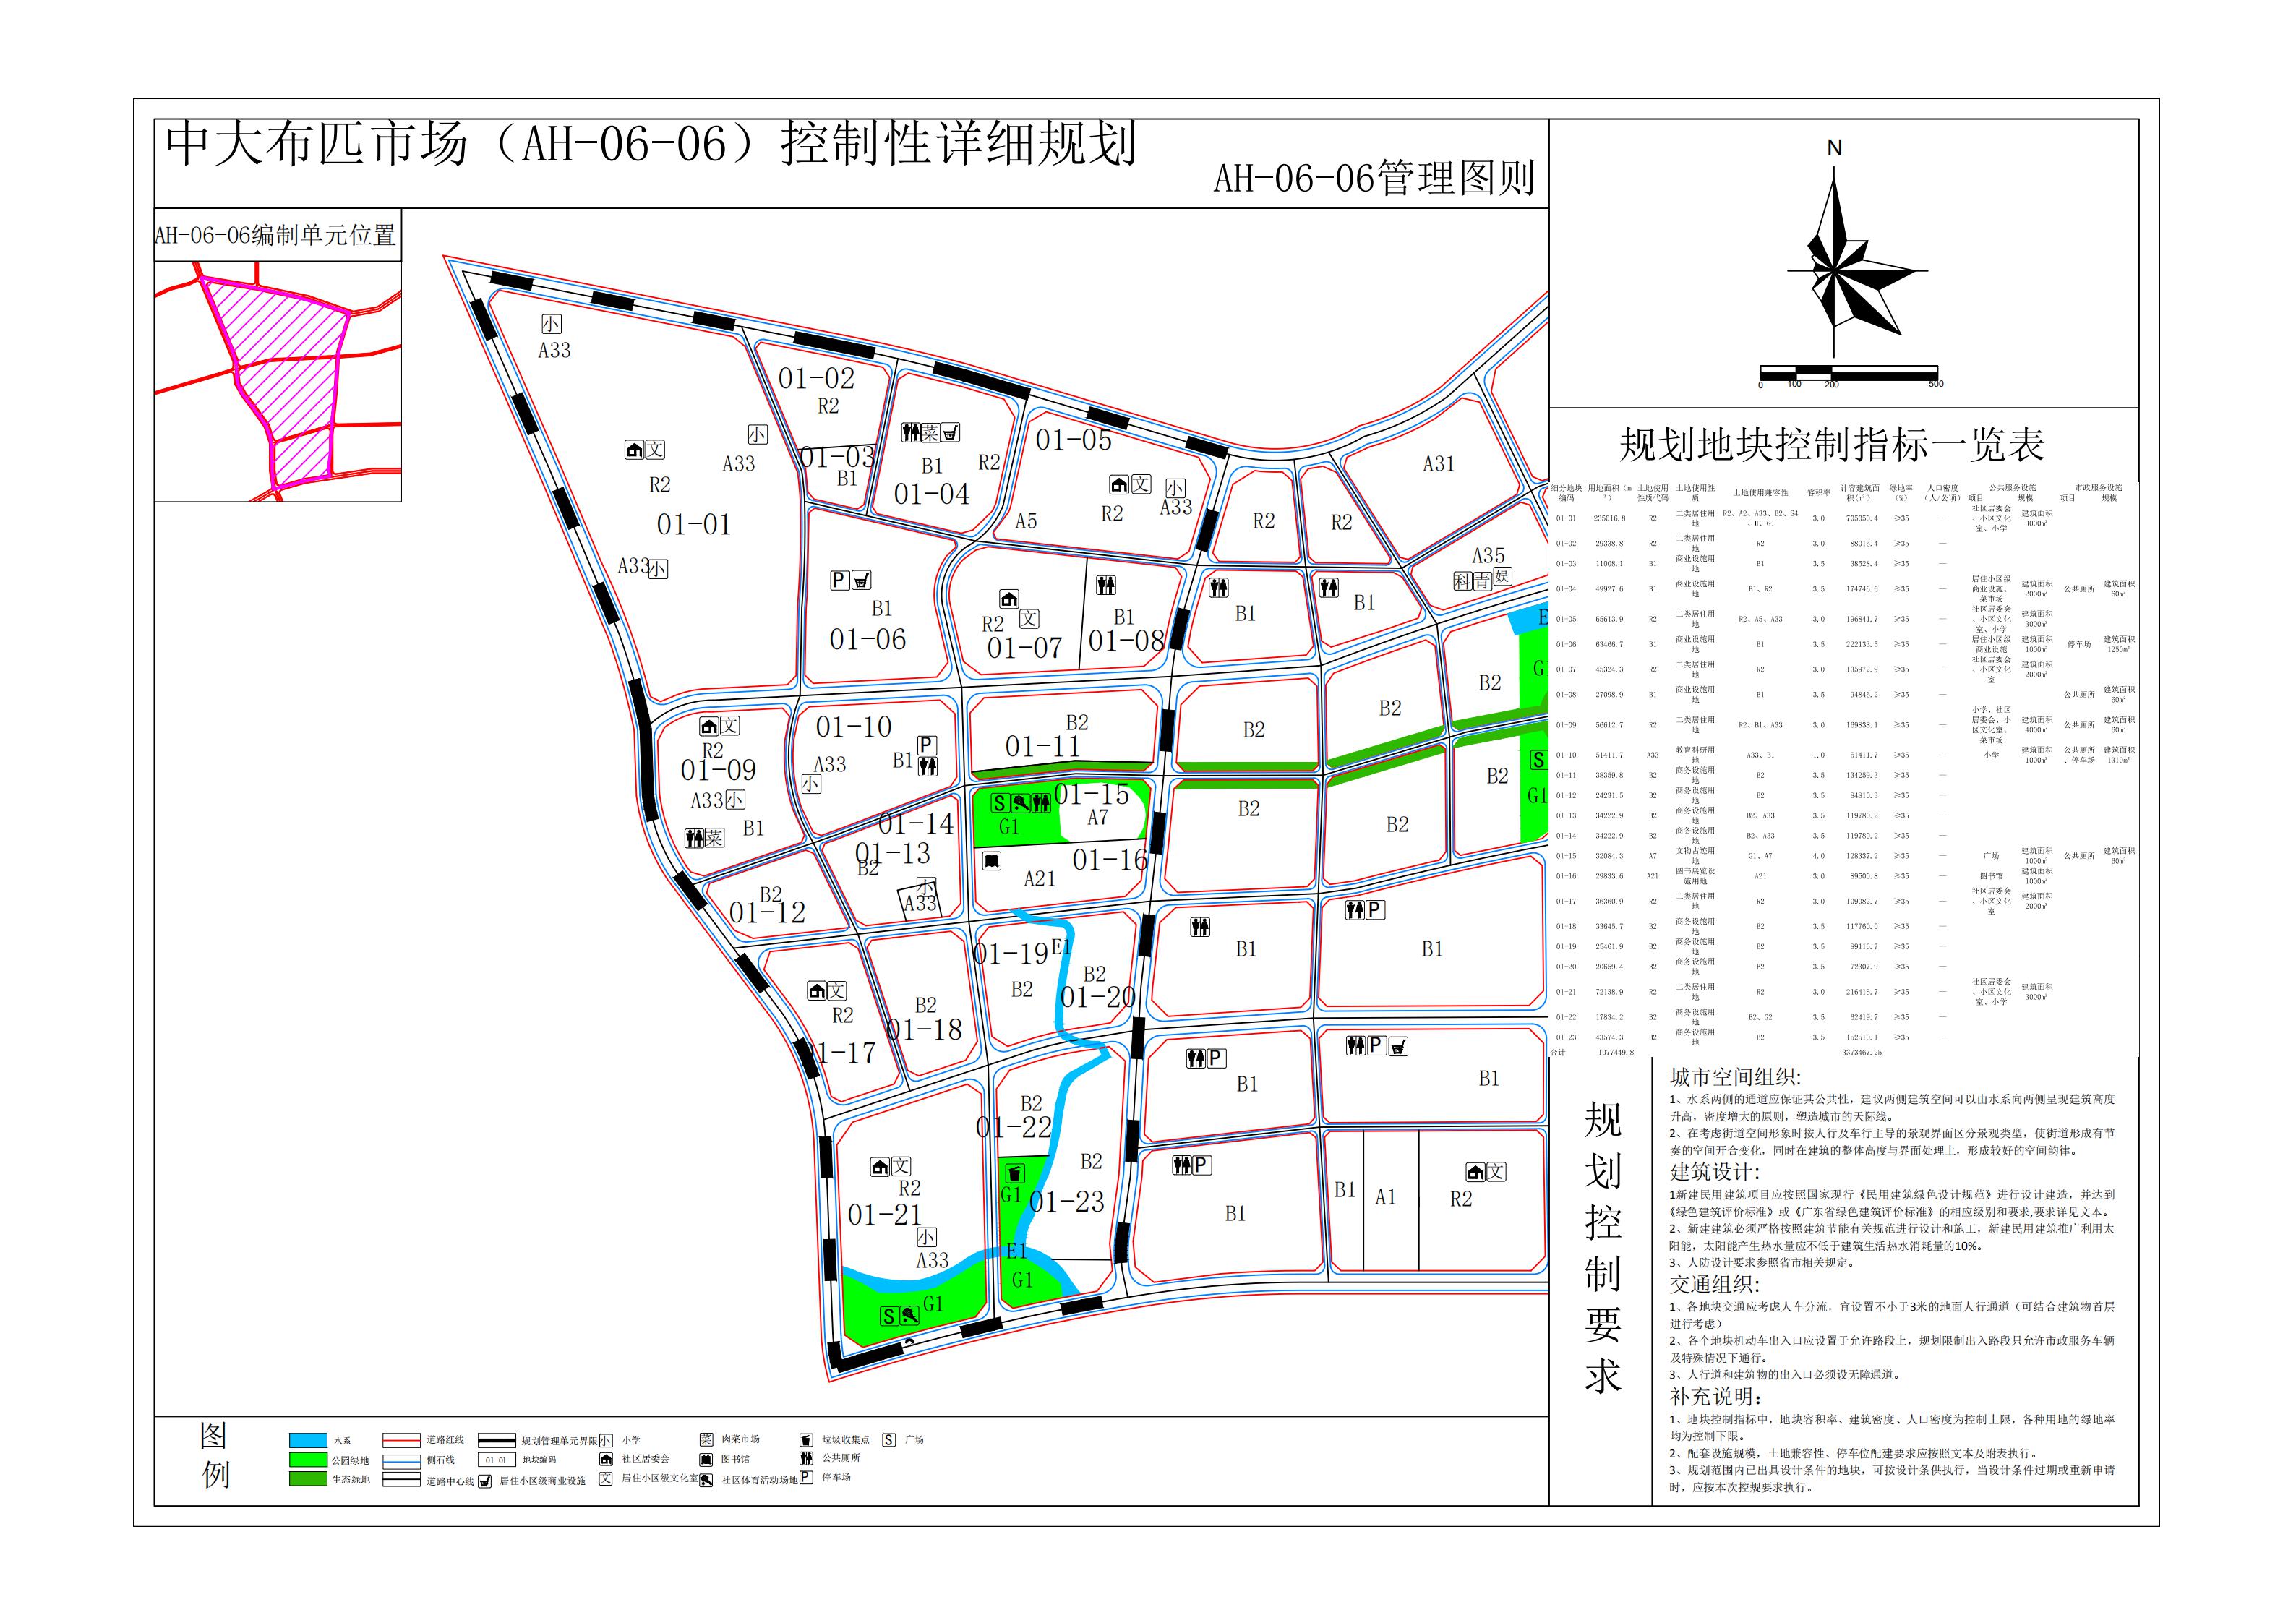 中大布匹市场（AH-06-06）控制性详细规划
AH-06-06管理图则
AH-06-06编制单元位置
小
A33
01-02
R2
小
A33
文
R2
01-01
A33
小
01-03
B1
菜
B1
R2
01-04
01-05
文
小
R2
A33
A5
A31
R2
R2
A35
科
青
娱
P
B1
01-06
R2
文
01-07
B1
01-08
B1
B1
E
B2
G
文
R2
01-09
A33
小
B1
菜
01-10
A33
小
B1
P
B2
01-11
B2
B2
B2
B2
B2
S
G1
S
G1
01-15
A7
01-14
01-13
B2
小
A33
01-16
A21
B2
01-12
01-19
E1
B2
B2
01-20
B1
P
B1
文
R2
1-17
B2
01-18
P
B1
P
B1
B2
01-22
B2
G1
01-23
E1
G1
文
R2
01-21
小
A33
S
G1
P
B1
B1
A1
文
R2
N
0
100
200
500
规划地块控制指标一览表
细分地块编码 用地面积（㎡） 土地使用性质代码 土地使用性质 土地使用兼容性 容积率 计容建筑面积(㎡) 绿地率（%） 人口密度（人/公顷） 公共服务设施 项目 规模 市政服务设施 项目 规模
01-01 235016.8 R2 二类居住用地 R2、A2、A33、B2、S4、U、G1 3.0 705050.4 ≥35 — 社区居委会、小区文化室、小学 建筑面积3000㎡
01-02 29338.8 R2 二类居住用地 R2 3.0 88016.4 ≥35 —
01-03 11008.1 B1 商业设施用地 B1 3.5 38528.4 ≥35 —
01-04 49927.6 B1 商业设施用地 B1、R2 3.5 174746.6 ≥35 — 居住小区级商业设施、菜市场 建筑面积2000㎡ 公共厕所 建筑面积60㎡
01-05 65613.9 R2 二类居住用地 R2、A5、A33 3.0 196841.7 ≥35 — 社区居委会、小区文化室、小学 建筑面积3000㎡
01-06 63466.7 B1 商业设施用地 B1 3.5 222133.5 ≥35 — 居住小区级商业设施 建筑面积1000㎡ 停车场 建筑面积1250㎡
01-07 45324.3 R2 二类居住用地 R2 3.0 135972.9 ≥35 — 社区居委会、小区文化室 建筑面积2000㎡
01-08 27098.9 B1 商业设施用地 B1 3.5 94846.2 ≥35 — 公共厕所 建筑面积60㎡
01-09 56612.7 R2 二类居住用地 R2、B1、A33 3.0 169838.1 ≥35 — 小学、社区居委会、小区文化室、菜市场 建筑面积4000㎡ 公共厕所 建筑面积60㎡
01-10 51411.7 A33 教育科研用地 A33、B1 1.0 51411.7 ≥35 — 小学 建筑面积1000㎡ 公共厕所、停车场 建筑面积1310㎡
01-11 38359.8 B2 商务设施用地 B2 3.5 134259.3 ≥35 —
01-12 24231.5 B2 商务设施用地 B2 3.5 84810.3 ≥35 —
01-13 34222.9 B2 商务设施用地 B2、A33 3.5 119780.2 ≥35 —
01-14 34222.9 B2 商务设施用地 B2、A33 3.5 119780.2 ≥35 —
01-15 32084.3 A7 文物古迹用地 G1、A7 4.0 128337.2 ≥35 — 广场 建筑面积1000㎡ 公共厕所 建筑面积60㎡
01-16 29833.6 A21 图书展览设施用地 A21 3.0 89500.8 ≥35 — 图书馆 建筑面积1000㎡
01-17 36360.9 R2 二类居住用地 R2 3.0 109082.7 ≥35 — 社区居委会、小区文化室 建筑面积2000㎡
01-18 33645.7 B2 商务设施用地 B2 3.5 117760.0 ≥35 —
01-19 25461.9 B2 商务设施用地 B2 3.5 89116.7 ≥35 —
01-20 20659.4 B2 商务设施用地 B2 3.5 72307.9 ≥35 —
01-21 72138.9 R2 二类居住用地 R2 3.0 216416.7 ≥35 — 社区居委会、小区文化室、小学 建筑面积3000㎡
01-22 17834.2 B2 商务设施用地 B2、G2 3.5 62419.7 ≥35 —
01-23 43574.3 B2 商务设施用地 B2 3.5 152510.1 ≥35 —
合计 1077449.8 3373467.25
规划控制要求
城市空间组织:
1、水系两侧的通道应保证其公共性，建议两侧建筑空间可以由水系向两侧呈现建筑高度
升高，密度增大的原则，塑造城市的天际线。
2、在考虑街道空间形象时按人行及车行主导的景观界面区分景观类型，使街道形成有节
奏的空间开合变化，同时在建筑的整体高度与界面处理上，形成较好的空间韵律。
建筑设计:
1新建民用建筑项目应按照国家现行《民用建筑绿色设计规范》进行设计建造，并达到
《绿色建筑评价标准》或《广东省绿色建筑评价标准》的相应级别和要求,要求详见文本。
2、新建建筑必须严格按照建筑节能有关规范进行设计和施工，新建民用建筑推广利用太
阳能，太阳能产生热水量应不低于建筑生活热水消耗量的10%。
3、人防设计要求参照省市相关规定。
交通组织:
1、各地块交通应考虑人车分流，宜设置不小于3米的地面人行通道（可结合建筑物首层
进行考虑）
2、各个地块机动车出入口应设置于允许路段上，规划限制出入路段只允许市政服务车辆
及特殊情况下通行。
3、人行道和建筑物的出入口必须设无障通道。
补充说明:
1、地块控制指标中，地块容积率、建筑密度、人口密度为控制上限，各种用地的绿地率
均为控制下限。
2、配套设施规模，土地兼容性、停车位配建要求应按照文本及附表执行。
3、规划范围内已出具设计条件的地块，可按设计条供执行，当设计条件过期或重新申请
时，应按本次控规要求执行。
图例
水系 道路红线 规划管理单元界限 小 小学 菜 肉菜市场 垃圾收集点 S 广场
公园绿地 侧石线 01-01 地块编码 社区居委会 图书馆 公共厕所
生态绿地 道路中心线 居住小区级商业设施 文 居住小区级文化室 社区体育活动场地 P 停车场